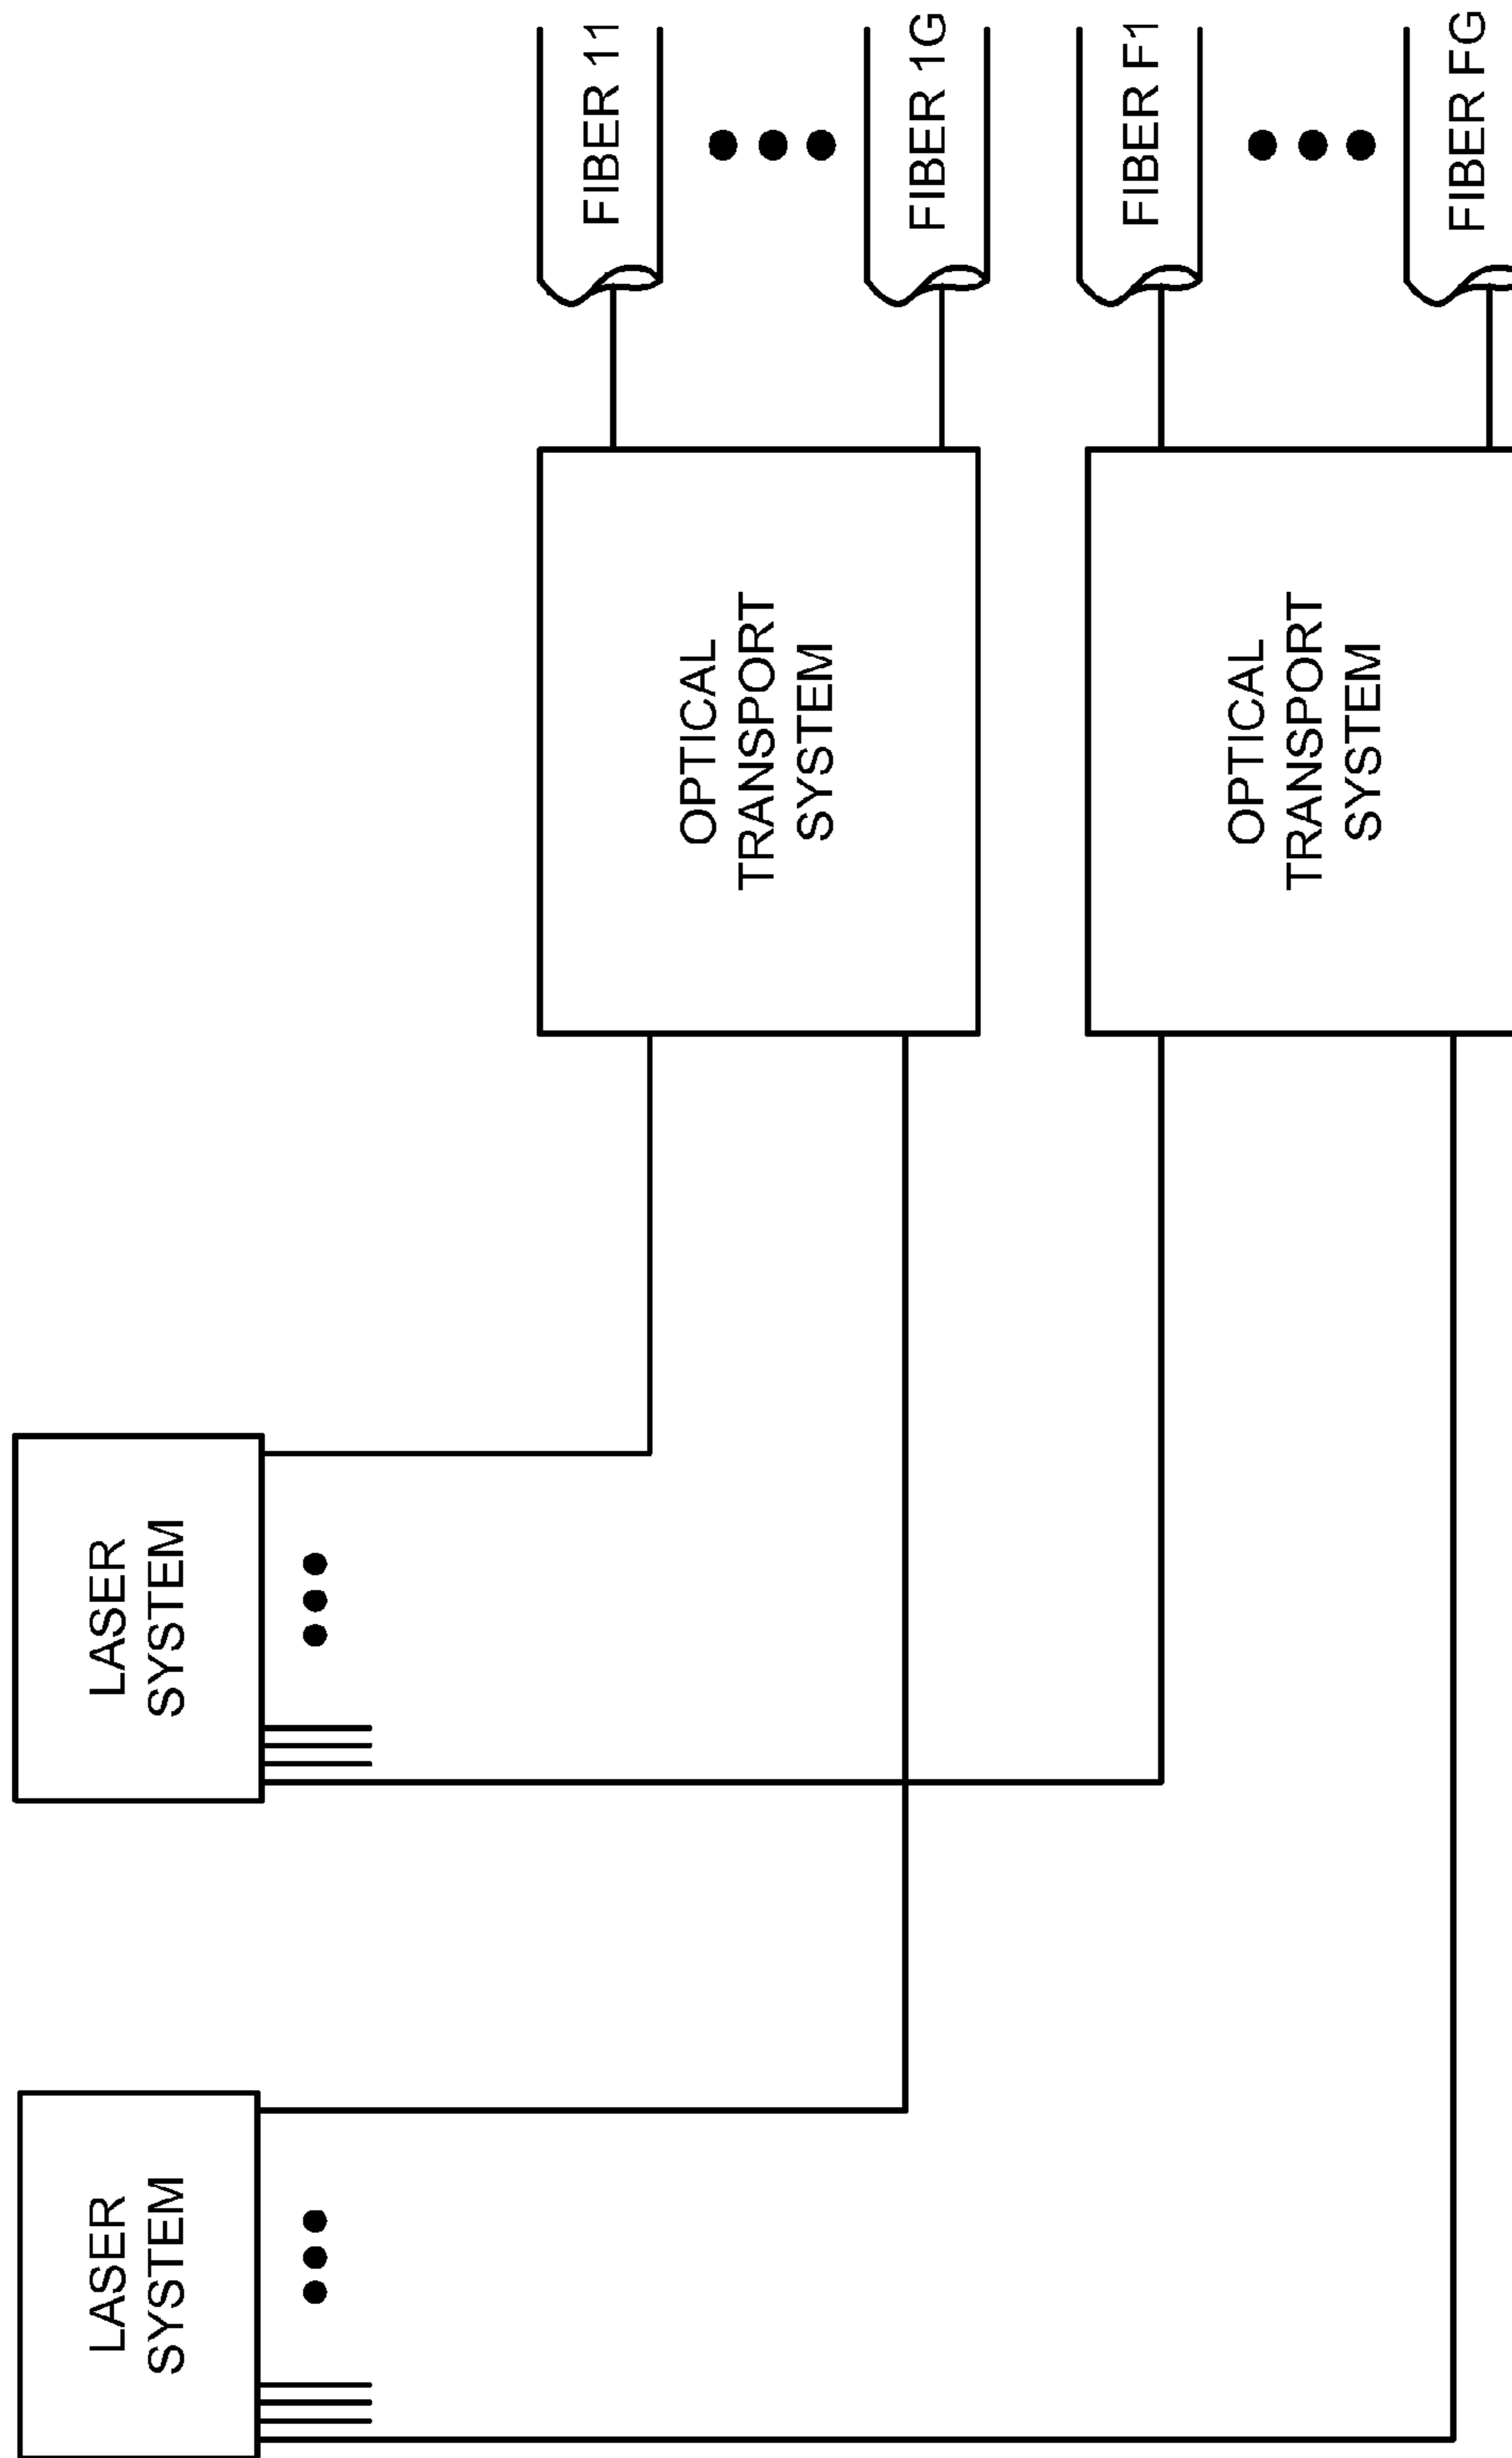 FIBER 11
FIBER 1G
FIBER F1
FIBER FG
OPTICAL
TRANSPORT
SYSTEM
OPTICAL
TRANSPORT
SYSTEM
LASER
SYSTEM
LASER
SYSTEM